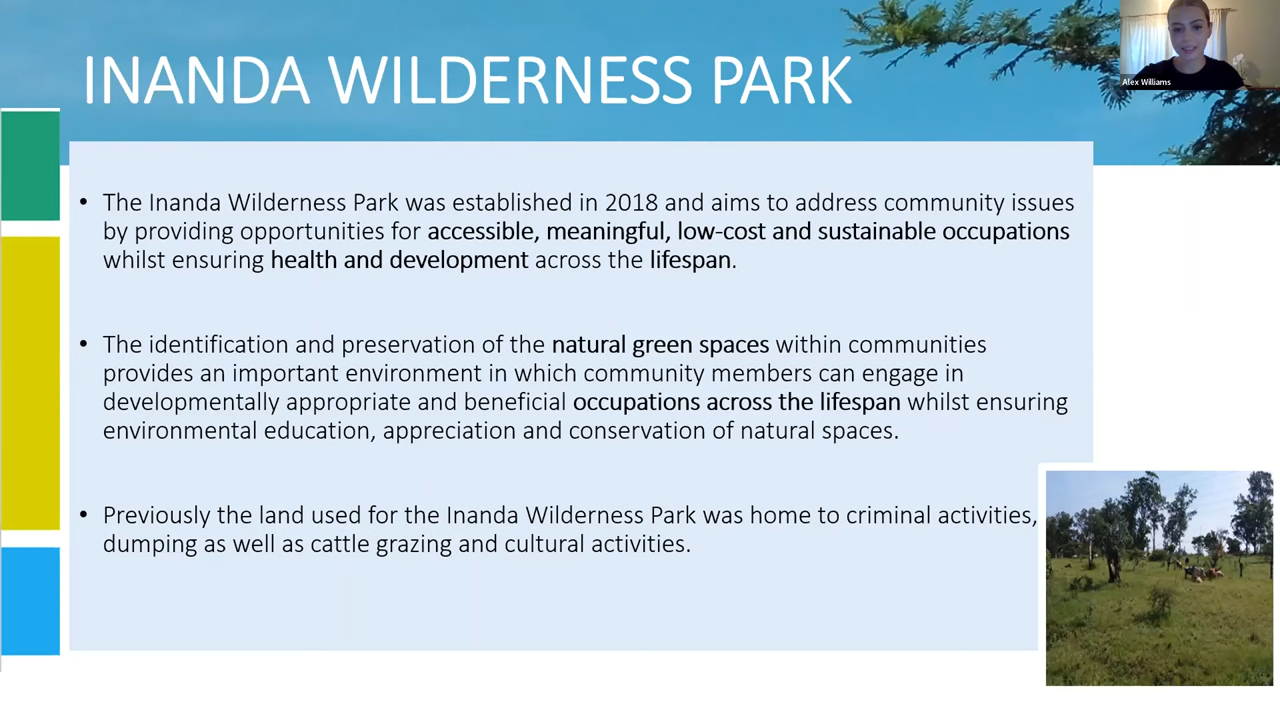 INANDA WILDERNESS PARK
Alex Williams
• The Inanda Wilderness Park was established in 2018 and aims to address community issues
by providing opportunities for accessible, meaningful, low-cost and sustainable occupations
whilst ensuring health and development across the lifespan.
• The identification and preservation of the natural green spaces within communities
provides an important environment in which community members can engage in
developmentally appropriate and beneficial occupations across the lifespan whilst ensuring
environmental education, appreciation and conservation of natural spaces.
• Previously the land used for the Inanda Wilderness Park was home to criminal activities,
dumping as well as cattle grazing and cultural activities.